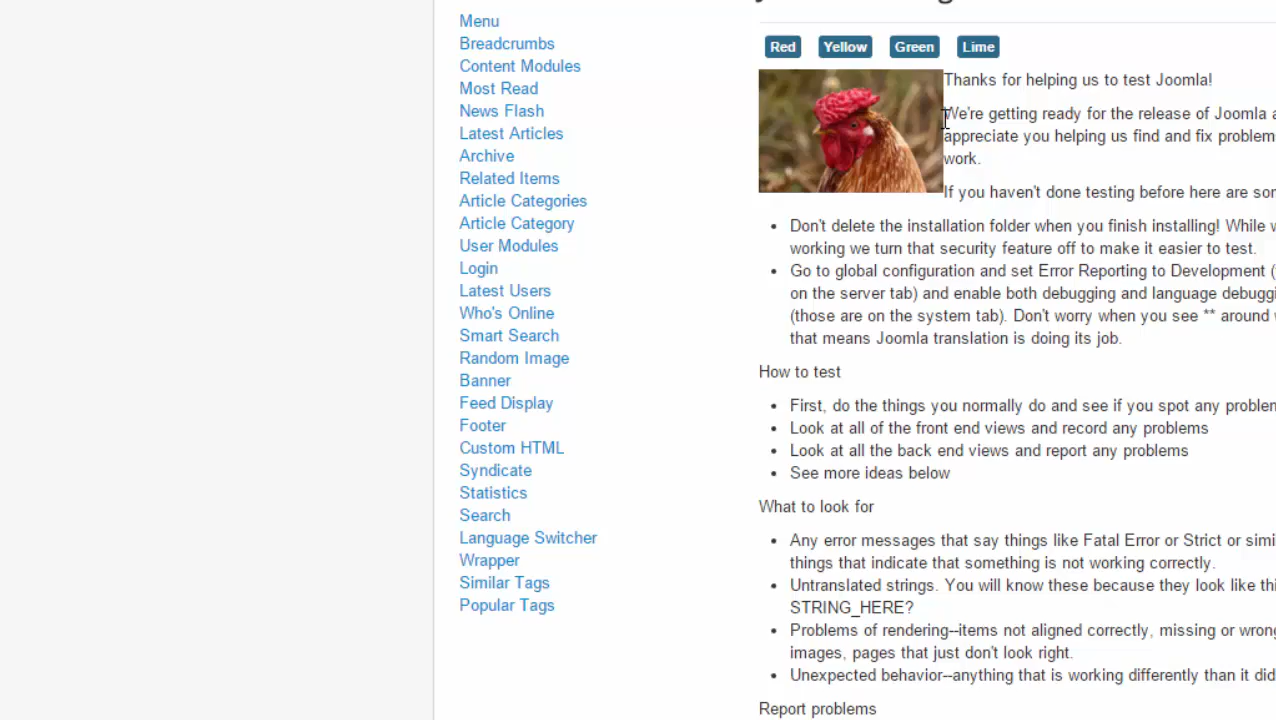 Menu
Breadcrumbs
Content Modules
Most Read
News Flash
Latest Articles
Archive
Related Items
Article Categories
Article Category
User Modules
Login
Latest Users
Who's Online
Smart Search
Random Image
Banner
Feed Display
Footer
Custom HTML
Syndicate
Statistics
Search
Language Switcher
Wrapper
Similar Tags
Popular Tags
Red Yellow Green Lime
Thanks for helping us to test Joomla!
We're getting ready for the release of Joomla
appreciate you helping us find and fix
work.
If you haven't done testing before here are
Don't delete the installation folder when you finish installing! While
working we turn that security feature off to make it easier to test.
Go to global configuration and set Error Reporting to Development
on the server tab) and enable both debugging and language
(those are on the system tab). Don't worry when you see ** around
that means Joomla translation is doing its job.
How to test
First, do the things you normally do and see if you spot any
Look at all of the front end views and record any problems
Look at all the back end views and report any problems
See more ideas below
What to look for
Any error messages that say things like Fatal Error or Strict or
things that indicate that something is not working correctly.
Untranslated strings. You will know these because they look like
STRING_HERE?
Problems of rendering--items not aligned correctly, missing or
images, pages that just don't look right.
Unexpected behavior--anything that is working differently than it did
Report problems